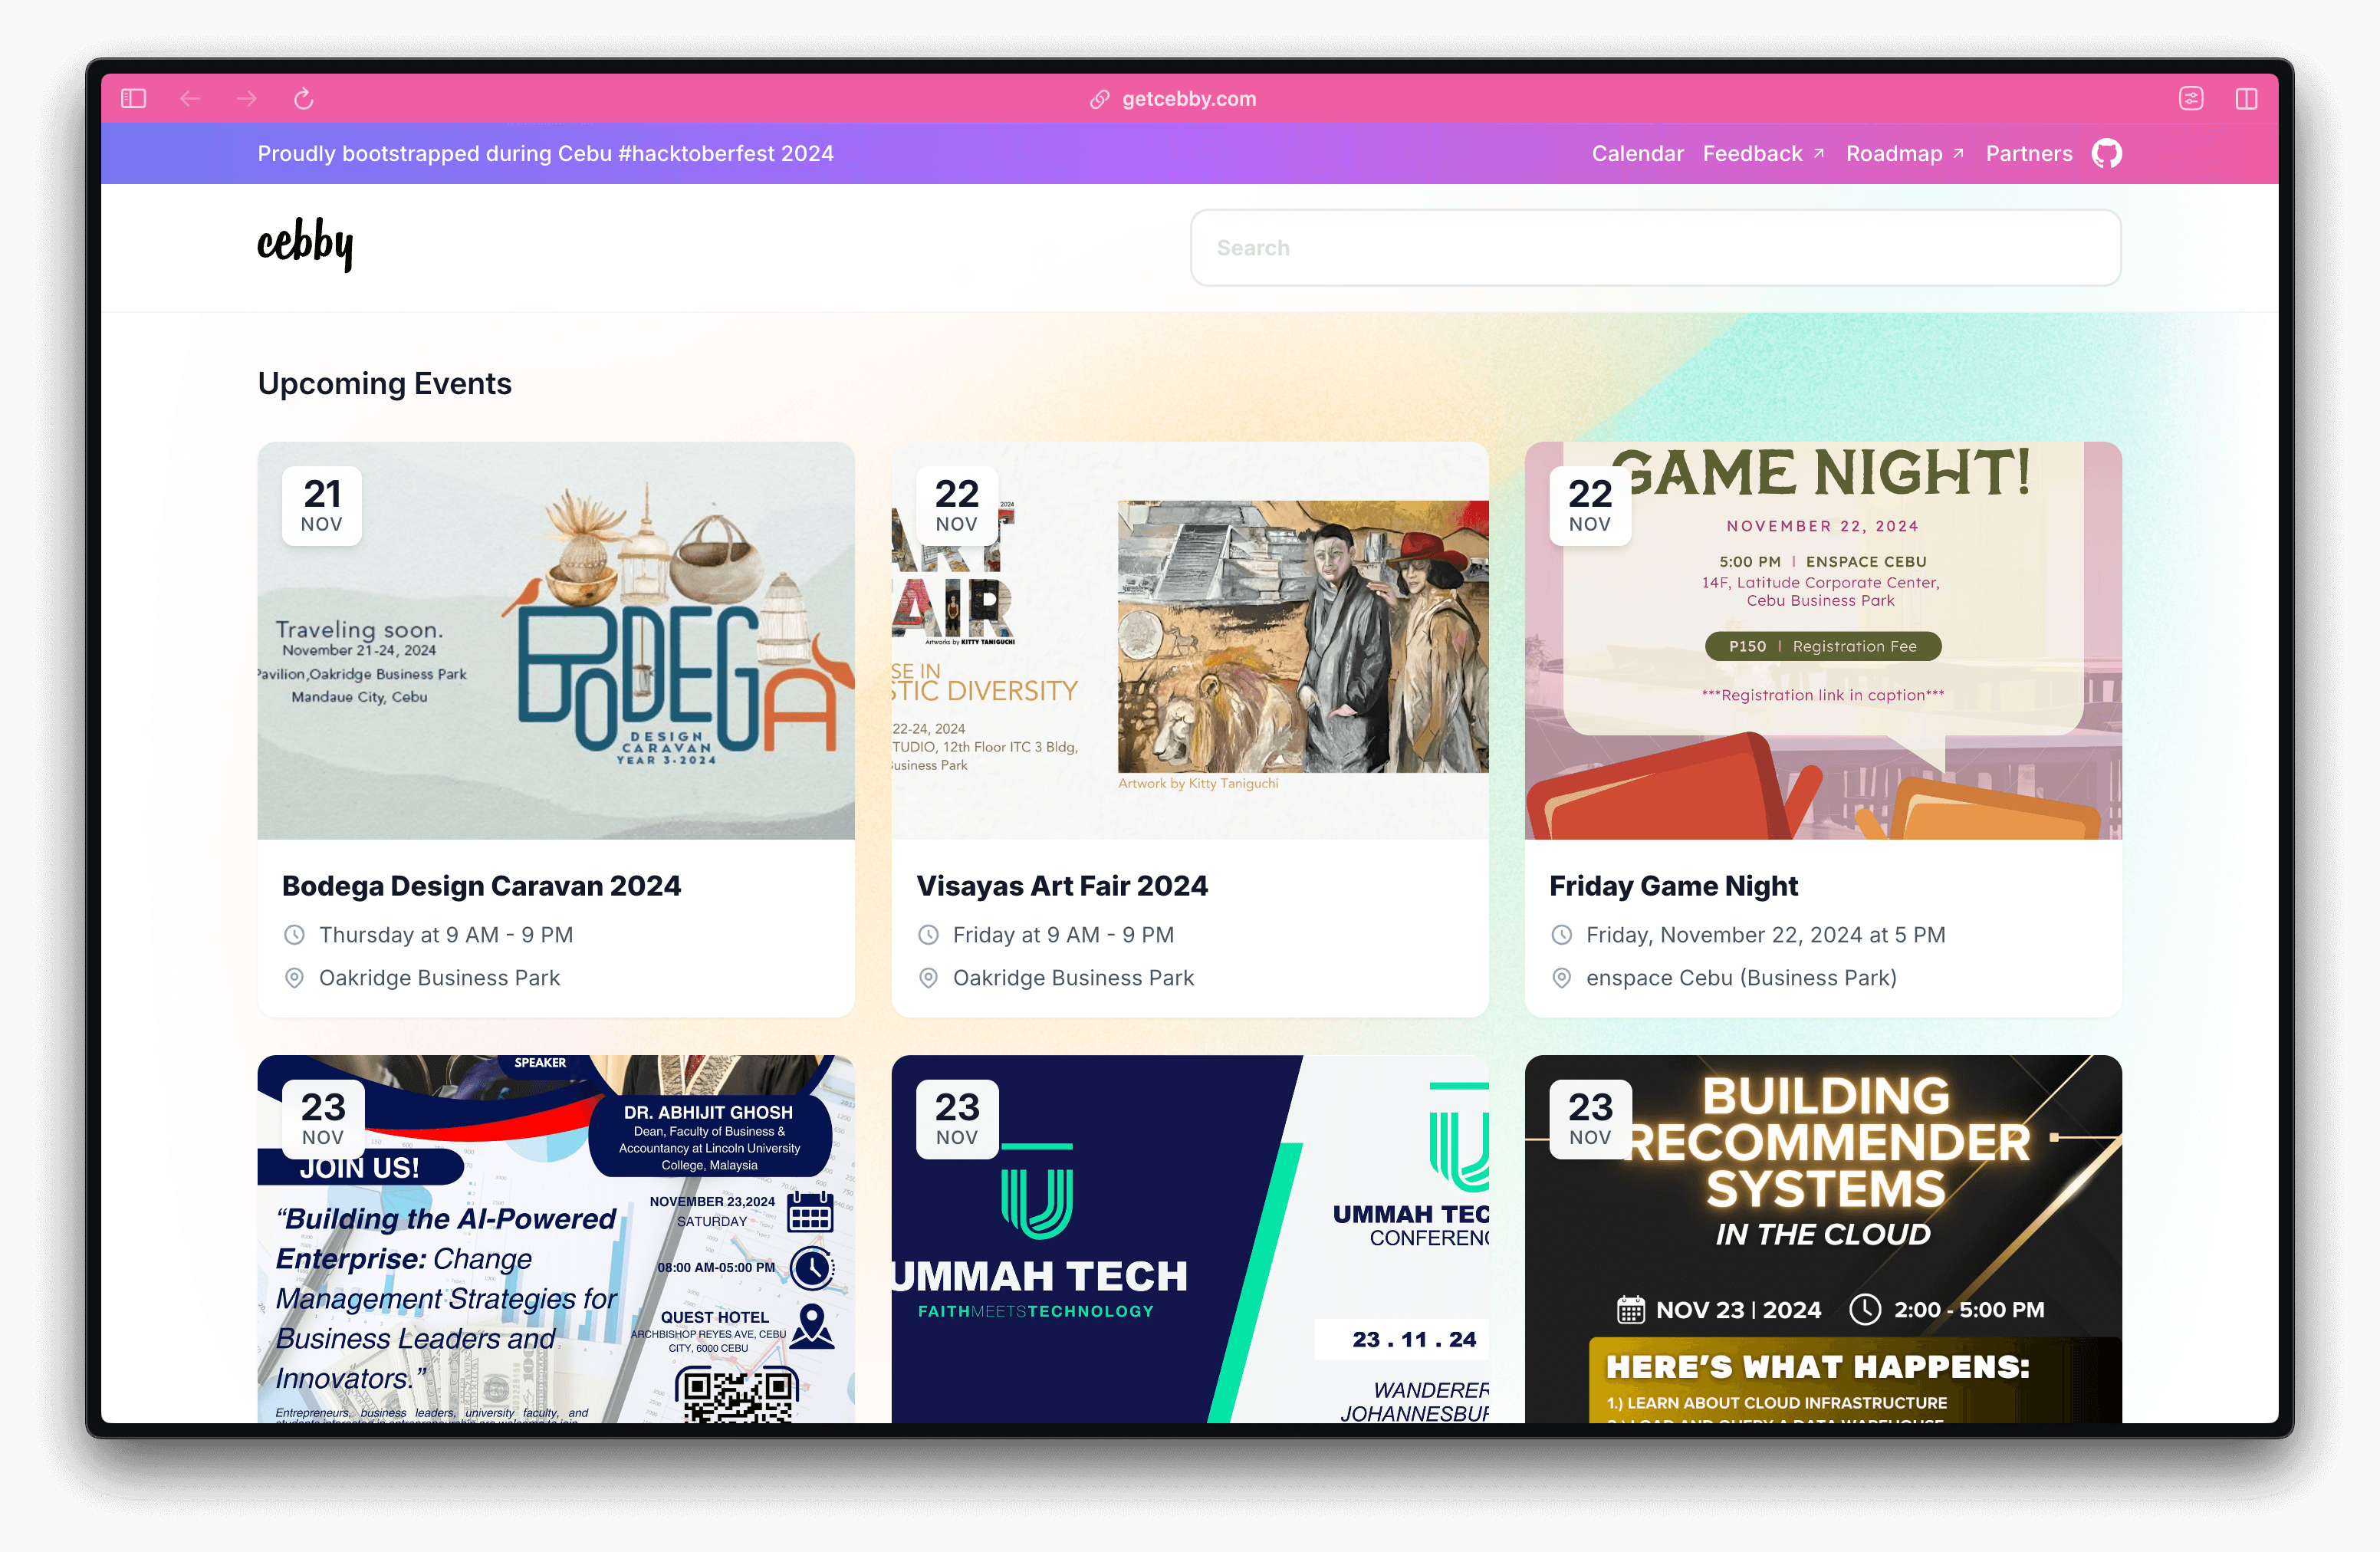 getcebby.com
Proudly bootstrapped during Cebu #hacktoberfest 2024
Calendar Feedback Roadmap Partners
cebby
Search
Upcoming Events
21
NOV
Traveling soon.
November 21-24, 2024
Pavilion,Oakridge Business Park
Mandaue City, Cebu
BODEGA
DESIGN
CARAVAN
YEAR 3-2024
Bodega Design Caravan 2024
Thursday at 9 AM - 9 PM
Oakridge Business Park
22
NOV
2024
ART
FAIR
Artworks by KITTY TANIGUCHI
SE IN
STIC DIVERSITY
22-24, 2024
TUDIO, 12th Floor ITC 3 Bldg,
Business Park
Artwork by Kitty Taniguchi
Visayas Art Fair 2024
Friday at 9 AM - 9 PM
Oakridge Business Park
22
NOV
GAME NIGHT!
NOVEMBER 22, 2024
5:00 PM | ENSPACE CEBU
14F, Latitude Corporate Center,
Cebu Business Park
P150 | Registration Fee
***Registration link in caption***
Friday Game Night
Friday, November 22, 2024 at 5 PM
enspace Cebu (Business Park)
23
NOV
SPEAKER
DR. ABHIJIT GHOSH
Dean, Faculty of Business &
Accountancy at Lincoln University
College, Malaysia
JOIN US!
“Building the AI-Powered
Enterprise: Change
Management Strategies for
Business Leaders and
Innovators.”
Entrepreneurs, business leaders, university faculty, and
NOVEMBER 23,2024
SATURDAY
08:00 AM-05:00 PM
QUEST HOTEL
ARCHBISHOP REYES AVE, CEBU
CITY, 6000 CEBU
23
NOV
UMMAH TECH
FAITHMEETSTECHNOLOGY
UMMAH TEC
CONFERENC
23 . 11 . 24
WANDERER
JOHANNESBUR
23
NOV
BUILDING
RECOMMENDER
SYSTEMS
IN THE CLOUD
NOV 23 | 2024
2:00 - 5:00 PM
HERE’S WHAT HAPPENS:
1.) LEARN ABOUT CLOUD INFRASTRUCTURE